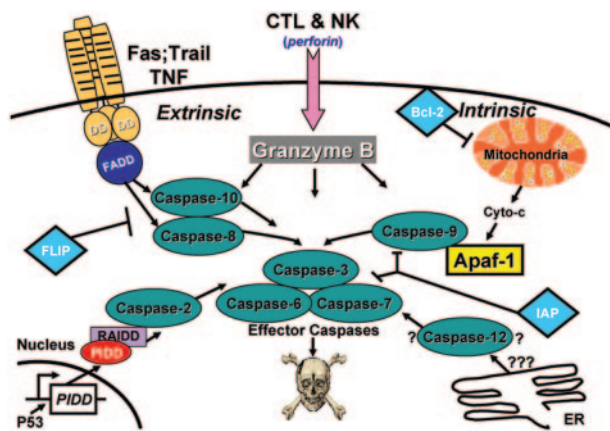 CTL & NK
(perforin)
Fas;Trail
TNF
Extrinsic
Bcl-2
Intrinsic
DD
DD
Granzyme B
Mitochondria
FADD
Caspase-10
Cyto-c
Caspase-8
Caspase-9
FLIP
Apaf-1
Caspase-3
Caspase-2
Caspase-6
Caspase-7
IAP
RAIDD
Effector Caspases
Nucleus
PIDD
? Caspase-12 ?
???
PIDD
P53
ER